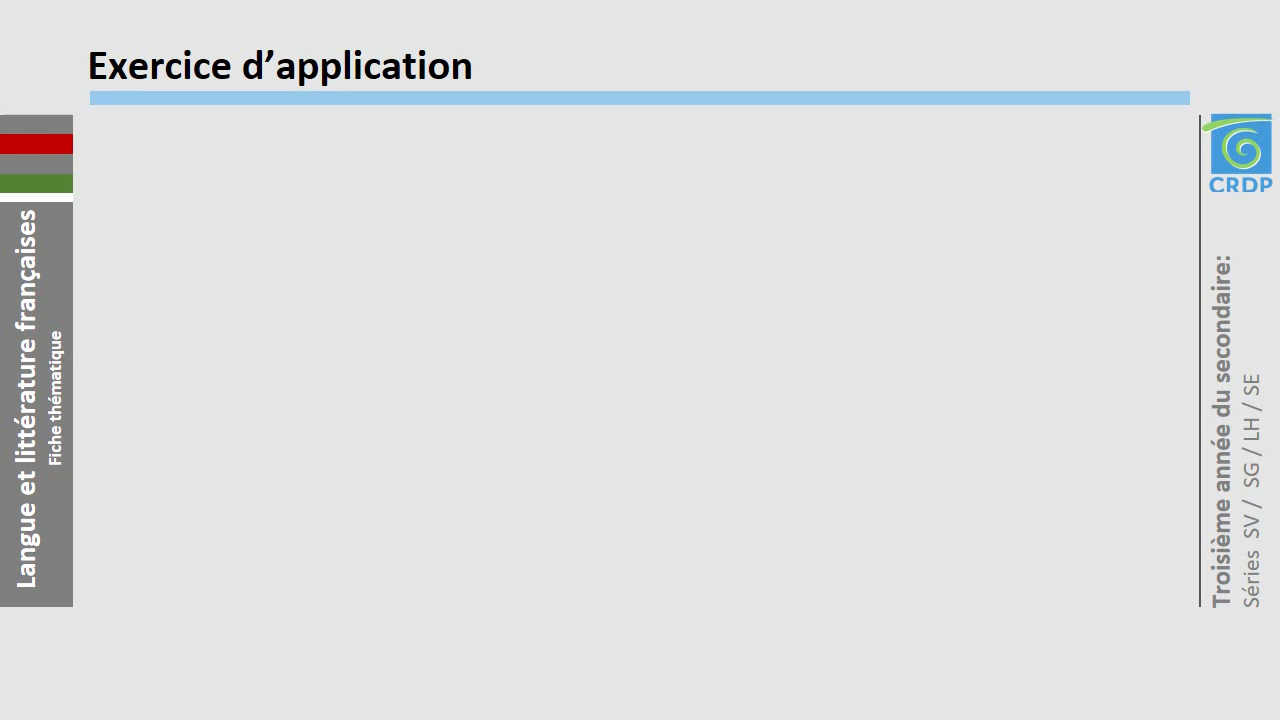 Exercice d’application
Langue et littérature françaises
Fiche thématique
CRDP
Troisième année du secondaire:
Séries SV / SG / LH / SE